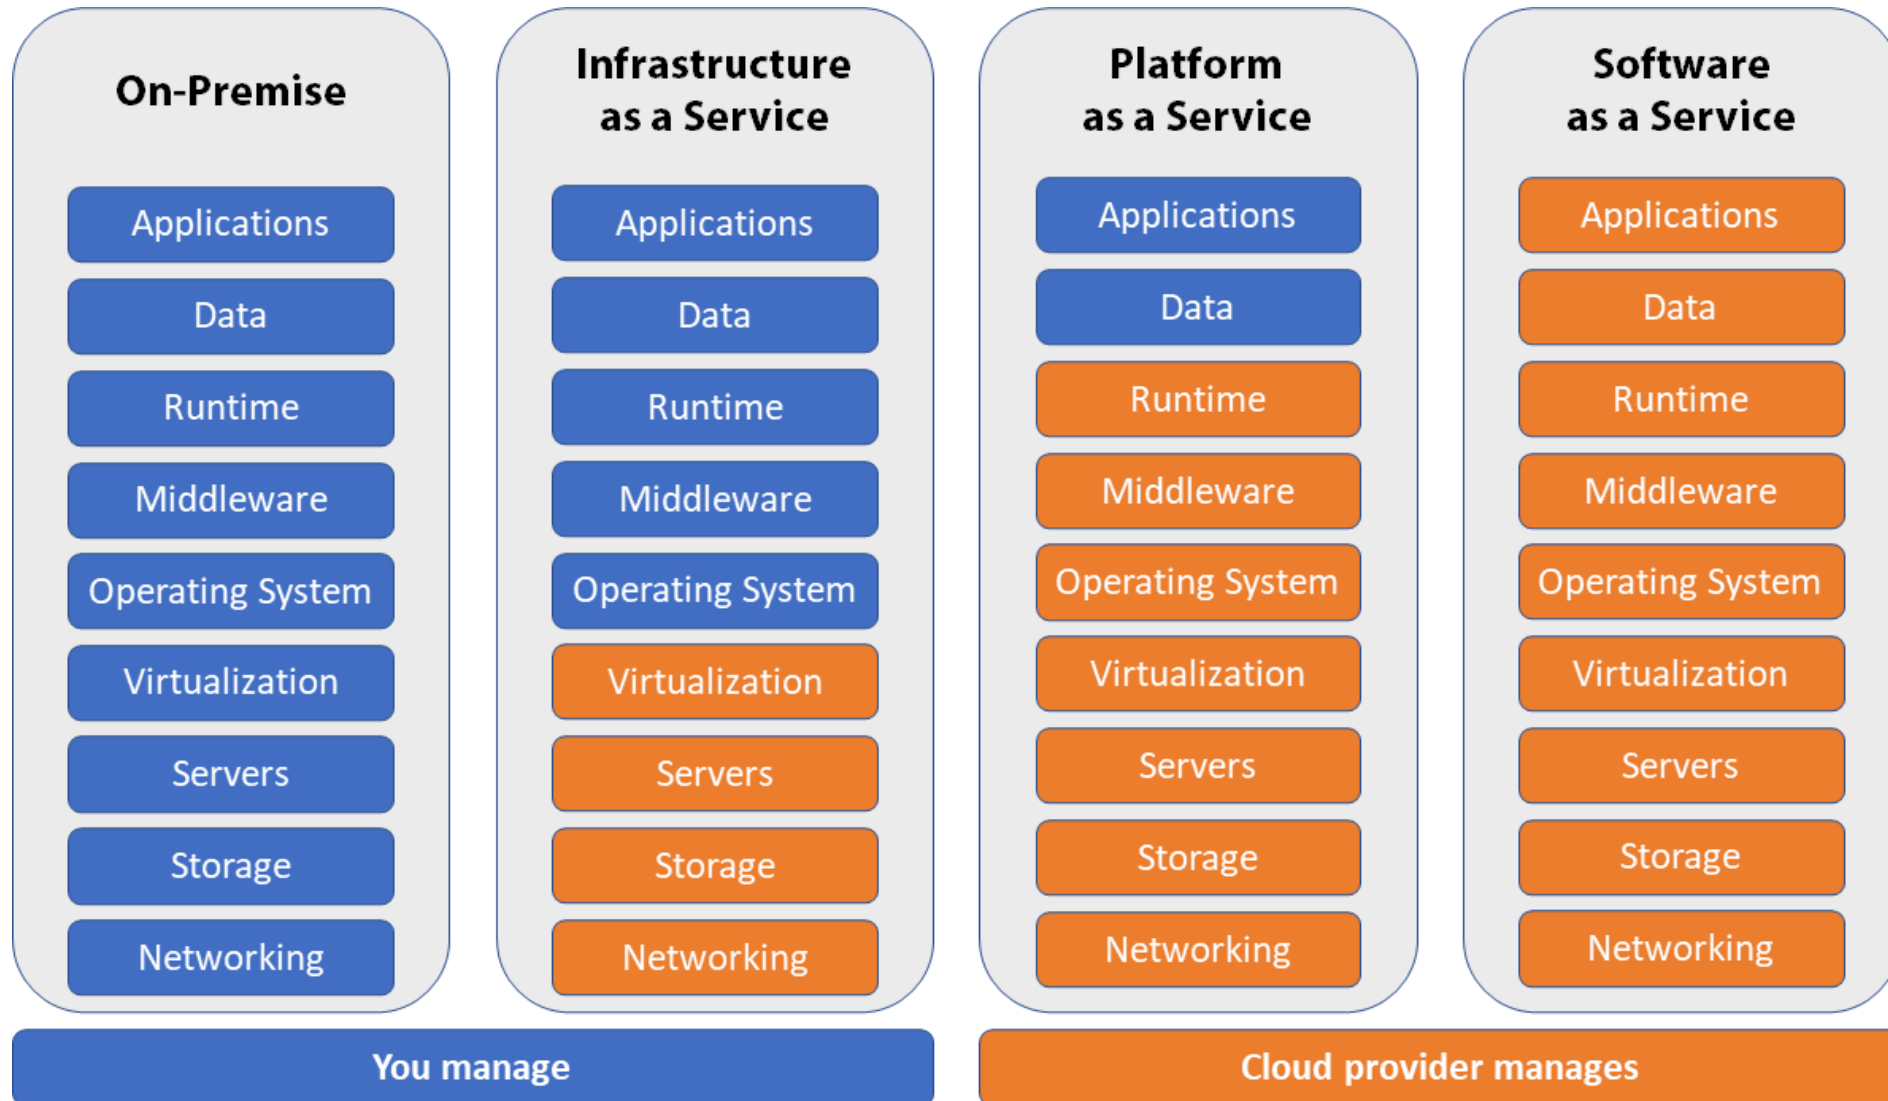 On-Premise
Applications
Data
Runtime
Middleware
Operating System
Virtualization
Servers
Storage
Networking
Infrastructure
as a Service
Applications
Data
Runtime
Middleware
Operating System
Virtualization
Servers
Storage
Networking
Platform
as a Service
Applications
Data
Runtime
Middleware
Operating System
Virtualization
Servers
Storage
Networking
Software
as a Service
Applications
Data
Runtime
Middleware
Operating System
Virtualization
Servers
Storage
Networking
You manage
Cloud provider manages